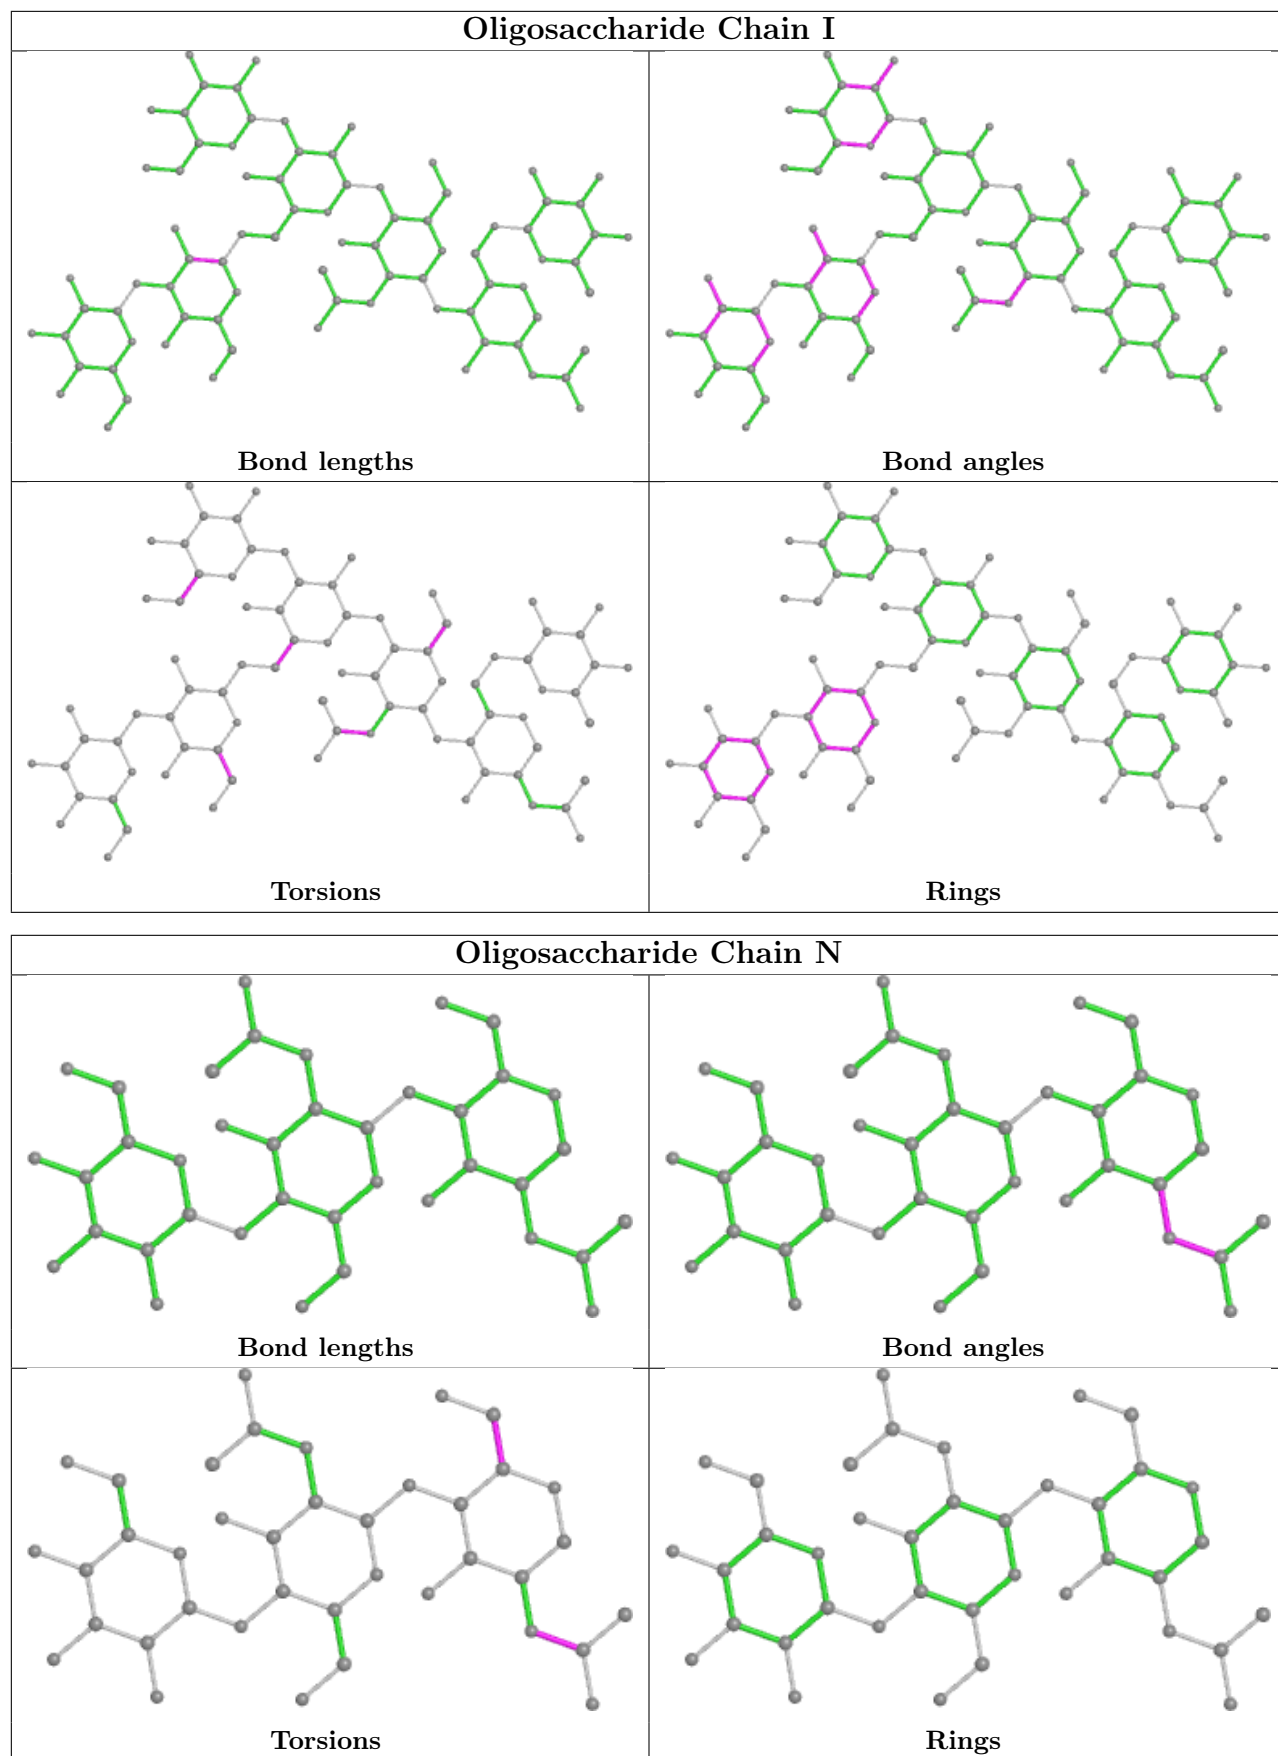 Oligosaccharide Chain I
Bond lengths
Bond angles
Torsions
Rings
Oligosaccharide Chain N
Bond lengths
Bond angles
Torsions
Rings